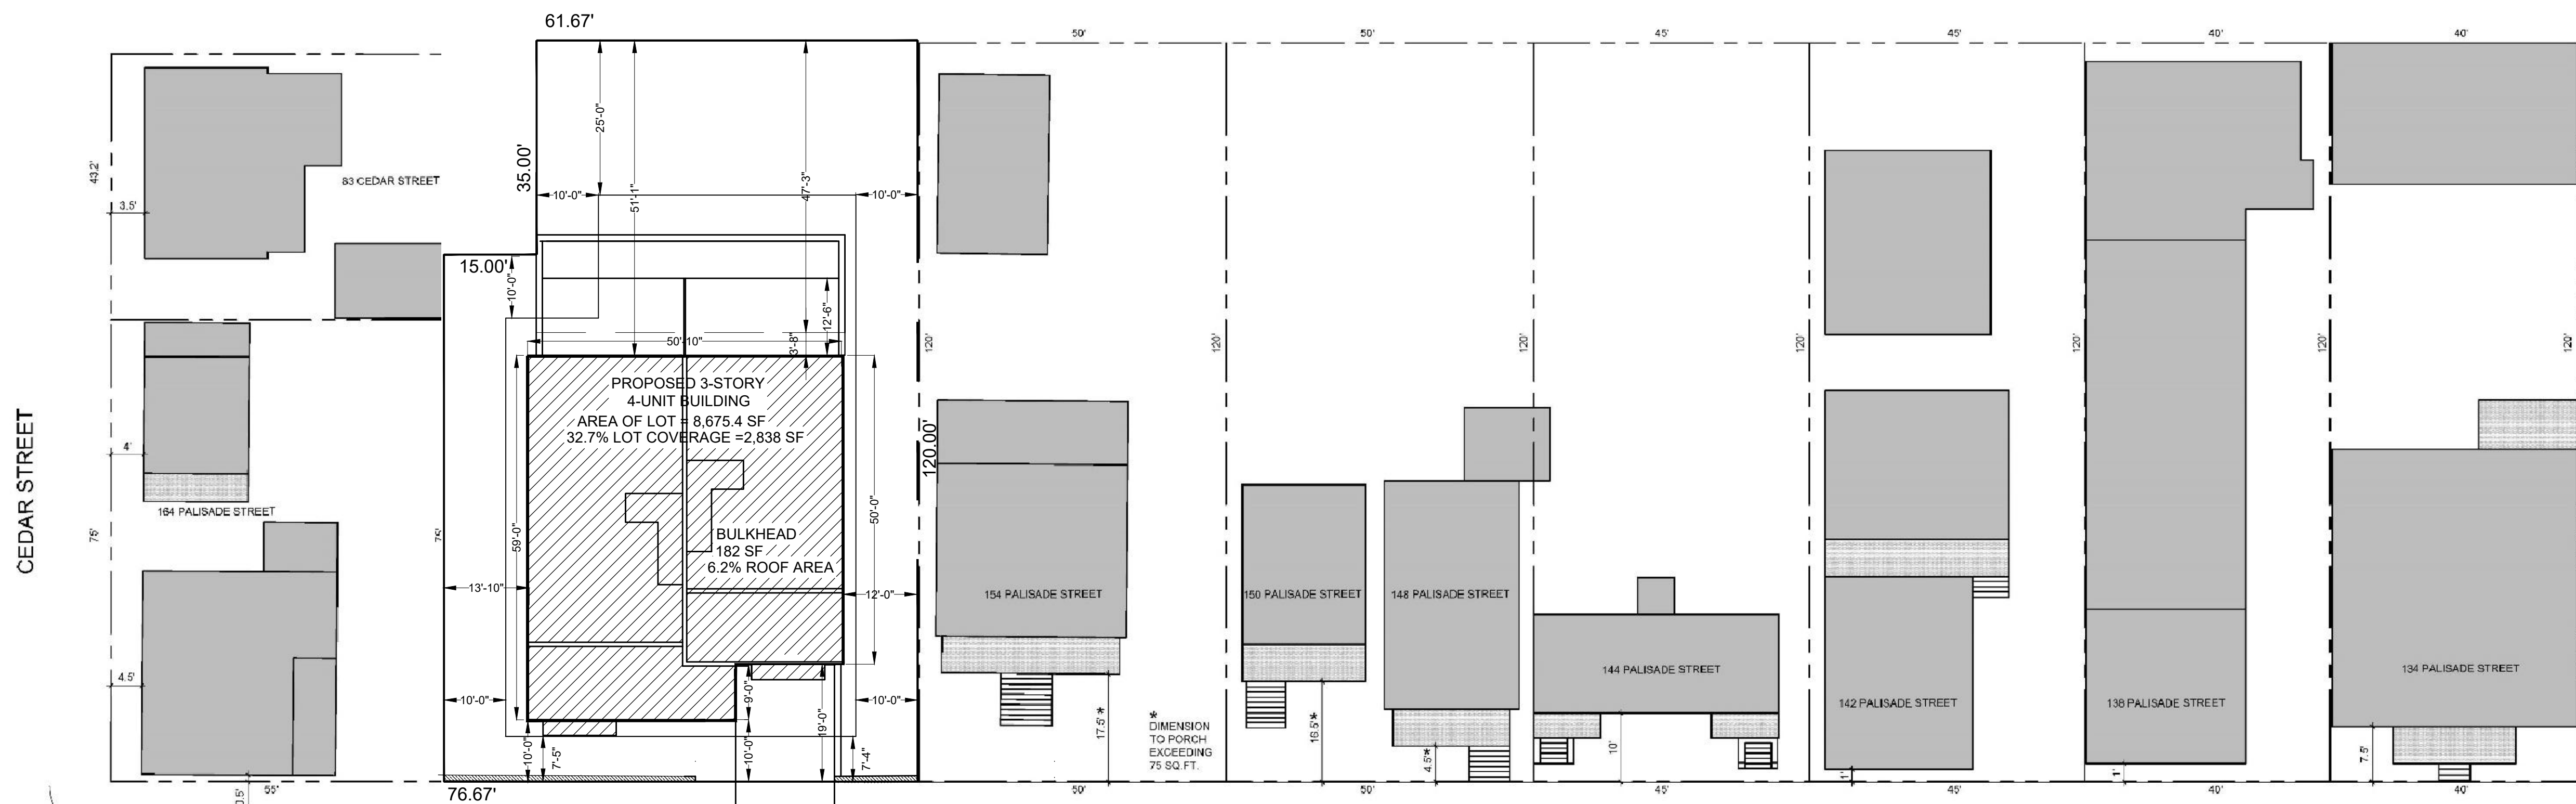 61.67'
50'
50'
45'
45'
40'
40'
CEDAR STREET
43.2'
3.5'
83 CEDAR STREET
35.00'
25'-0"
51'-1"
47'-3"
10'-0"
10'-0"
15.00'
10'-0"
12'-6"
3'-8"
50'-10"
120'
120'
120'
120'
120'
120'
120'
PROPOSED 3-STORY
4-UNIT BUILDING
AREA OF LOT = 8,675.4 SF
32.7% LOT COVERAGE =2,838 SF
120.00'
4'
164 PALISADE STREET
75'
75'
59'-0"
50'-0"
BULKHEAD
182 SF
6.2% ROOF AREA
13'-10"
12'-0"
154 PALISADE STREET
150 PALISADE STREET
148 PALISADE STREET
144 PALISADE STREET
142 PALISADE STREET
138 PALISADE STREET
134 PALISADE STREET
4.5'
10'-0"
10'-0"
9'-0"
10'-0"
7'-5"
10'-0"
19'-0"
7'-4"
17.5'*
*
DIMENSION
TO PORCH
EXCEEDING
75 SQ.FT.
16.5'*
4.5'*
10'
1'
1'
7.5'
0.5'
55'
76.67'
50'
50'
45'
45'
40'
40'